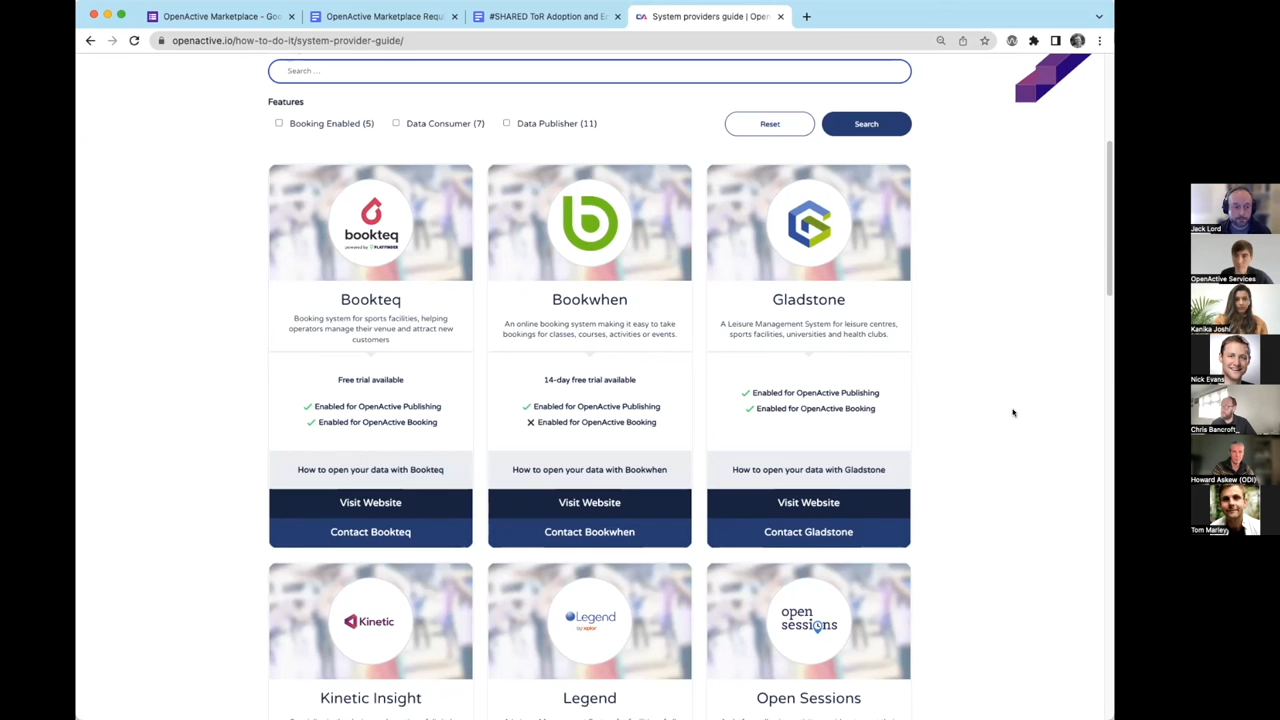 OpenActive Marketplace - Goo
OpenActive Marketplace Requ
#SHARED ToR Adoption and En
System providers guide | Open
openactive.io/how-to-do-it/system-provider-guide/
Search …
Features
Booking Enabled (5)
Data Consumer (7)
Data Publisher (11)
Reset
Search
bookteq
powered by PLAYFINDER
Bookteq
Booking system for sports facilities, helping
operators manage their venue and attract new
customers
Free trial available
Enabled for OpenActive Publishing
Enabled for OpenActive Booking
How to open your data with Bookteq
Visit Website
Contact Bookteq
b
Bookwhen
An online booking system making it easy to take
bookings for classes, courses, activities or events.
14-day free trial available
Enabled for OpenActive Publishing
Enabled for OpenActive Booking
How to open your data with Bookwhen
Visit Website
Contact Bookwhen
Gladstone
A Leisure Management System for leisure centres,
sports facilities, universities and health clubs.
Enabled for OpenActive Publishing
Enabled for OpenActive Booking
How to open your data with Gladstone
Visit Website
Contact Gladstone
Kinetic
Kinetic Insight
Legend
by xplor
Legend
open
sessions
Open Sessions
Jack Lord
OpenActive Services
Kanika Joshi
Nick Evans
Chris Bancroft_
Howard Askew (ODI)
Tom Marley